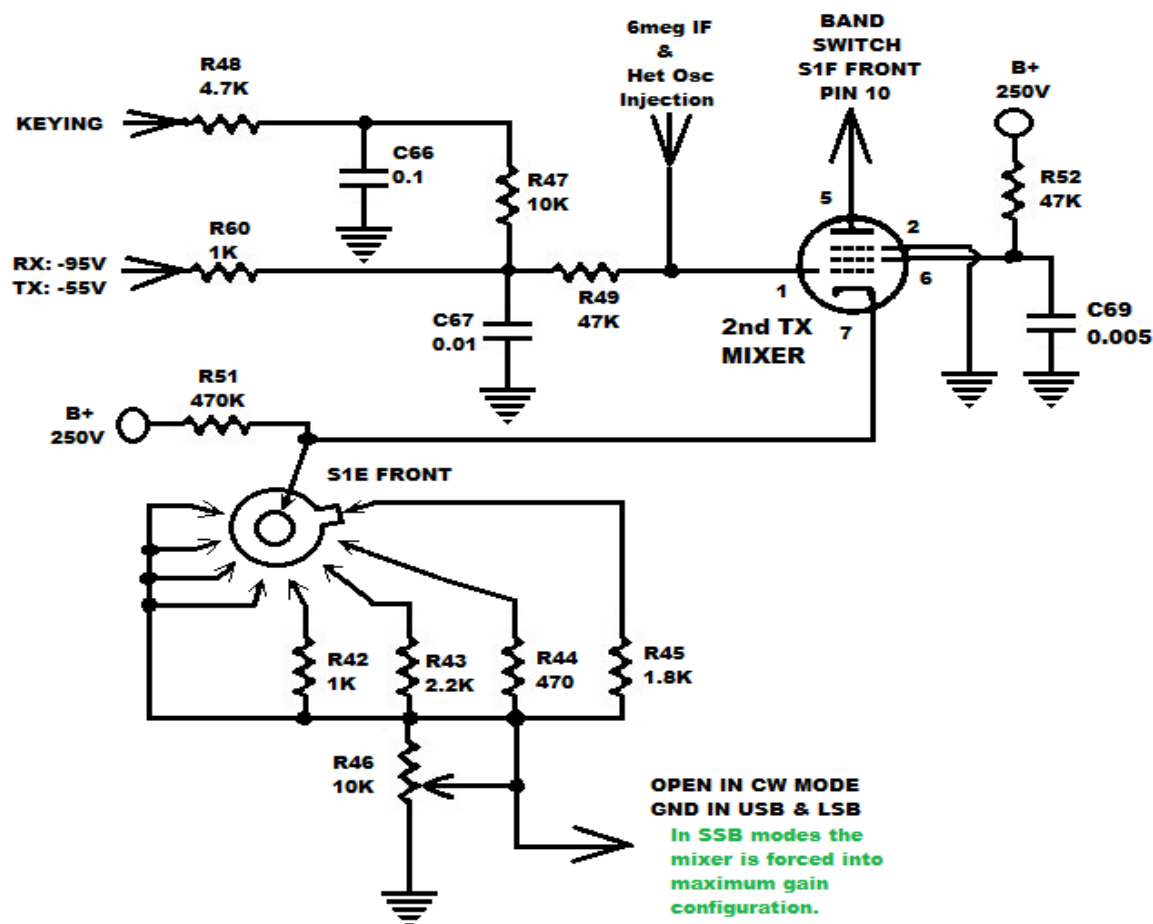 6meg IF
&
Het Osc
Injection
BAND
SWITCH
S1F FRONT
PIN 10
B+
250V
R48
4.7K
KEYING
C66
0.1
R47
10K
R52
47K
R60
1K
RX: -95V
TX: -55V
R49
47K
C67
0.01
5
2
1
6
7
2nd TX
MIXER
C69
0.005
R51
470K
B+
250V
S1E FRONT
R42
1K
R43
2.2K
R44
470
R45
1.8K
R46
10K
OPEN IN CW MODE
GND IN USB & LSB
In SSB modes the
mixer is forced into
maximum gain
configuration.